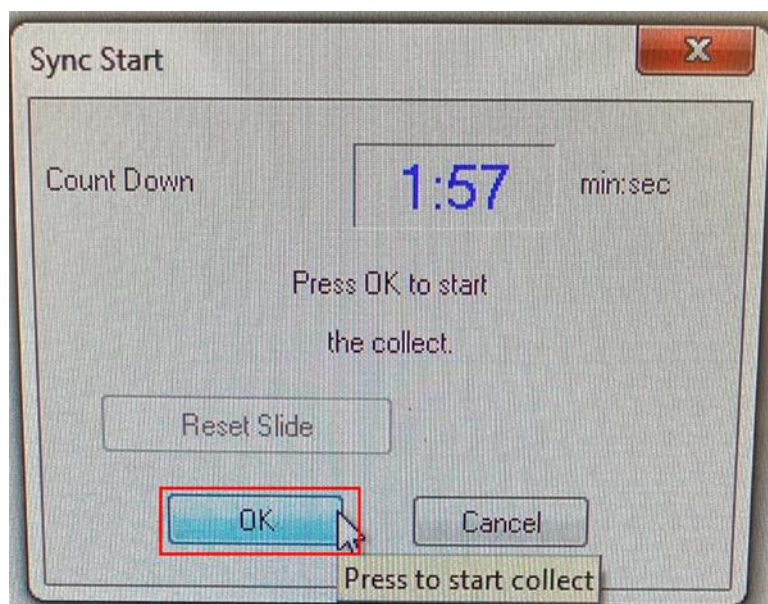 Sync Start
Count Down 1:57 min:sec
Press OK to start
the collect.
Reset Slide
OK Cancel
Press to start collect